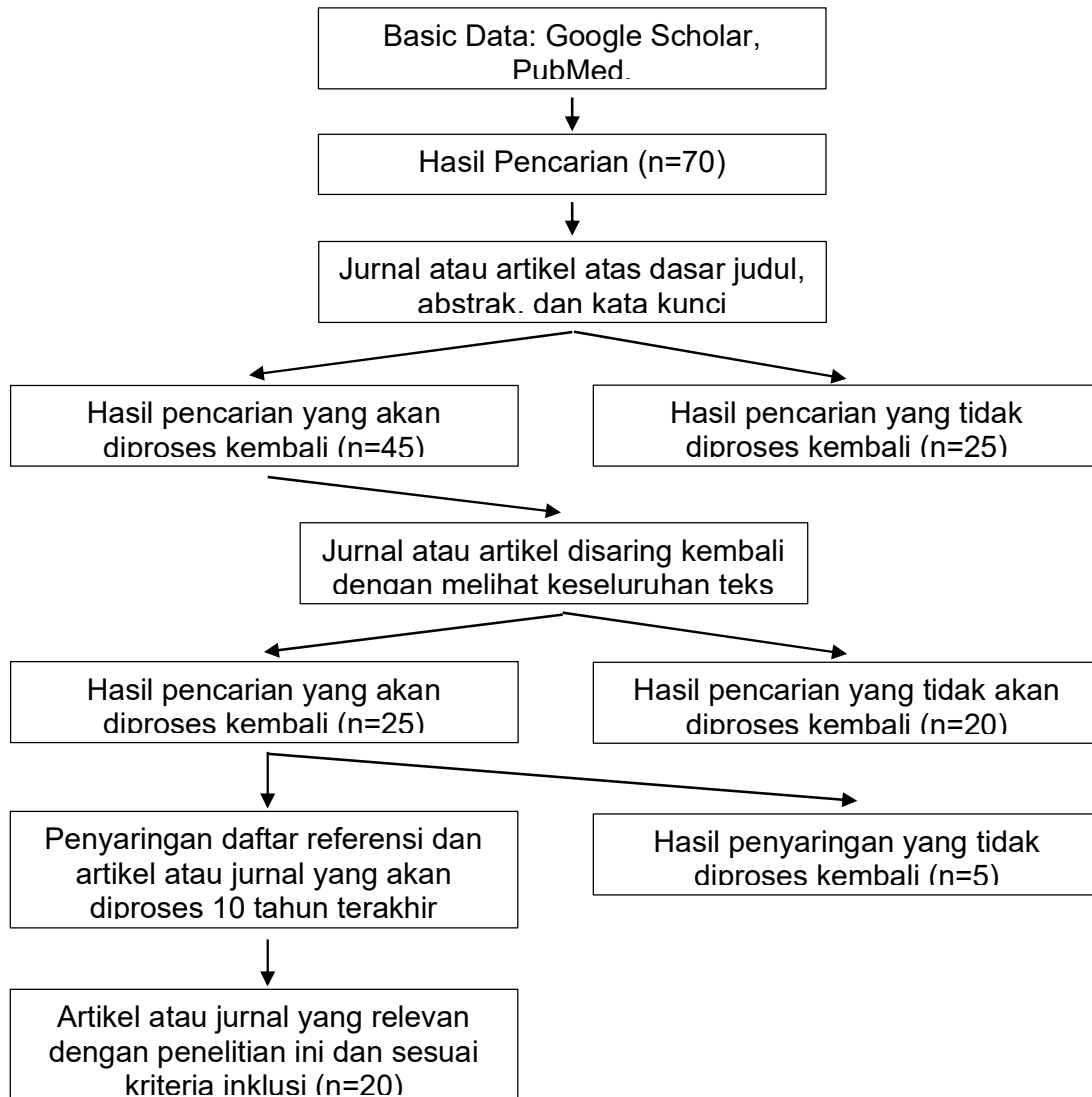 Basic Data: Google Scholar,
PubMed.
Hasil Pencarian (n=70)
Jurnal atau artikel atas dasar judul,
abstrak, dan kata kunci
Hasil pencarian yang akan
diproses kembali (n=45)
Hasil pencarian yang tidak
diproses kembali (n=25)
Jurnal atau artikel disaring kembali
dengan melihat keseluruhan teks
Hasil pencarian yang akan
diproses kembali (n=25)
Hasil pencarian yang tidak akan
diproses kembali (n=20)
Penyaringan daftar referensi dan
artikel atau jurnal yang akan
diproses 10 tahun terakhir
Hasil penyaringan yang tidak
diproses kembali (n=5)
Artikel atau jurnal yang relevan
dengan penelitian ini dan sesuai
kriteria inklusi (n=20)